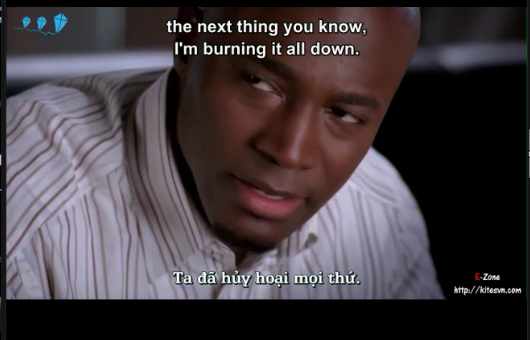 the next thing you know,
I'm burning it all down.
Ta đã hủy hoại mọi thứ.
E-Zone
http://kitesvn.com